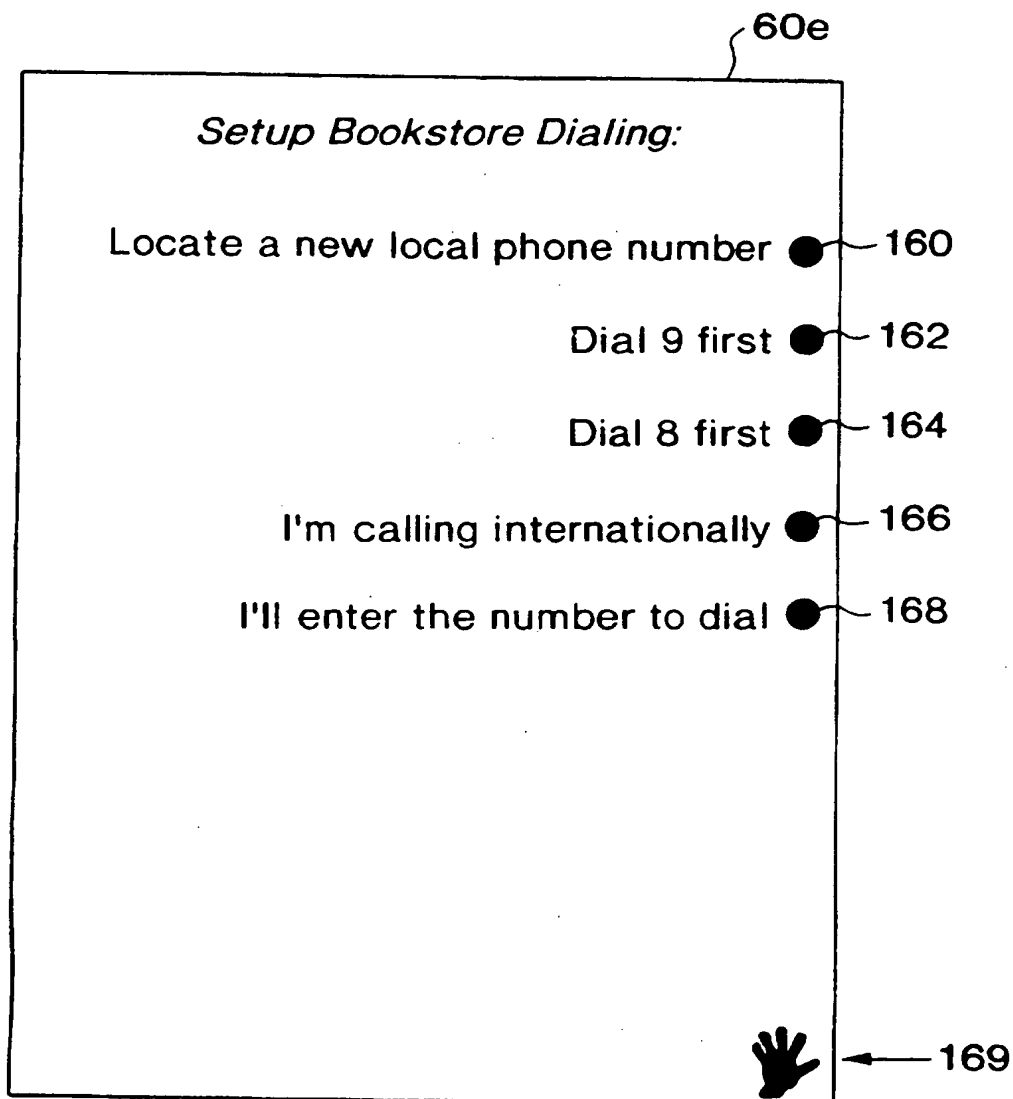 60e
Setup Bookstore Dialing:
Locate a new local phone number 160
Dial 9 first 162
Dial 8 first 164
I'm calling internationally 166
I'll enter the number to dial 168
169